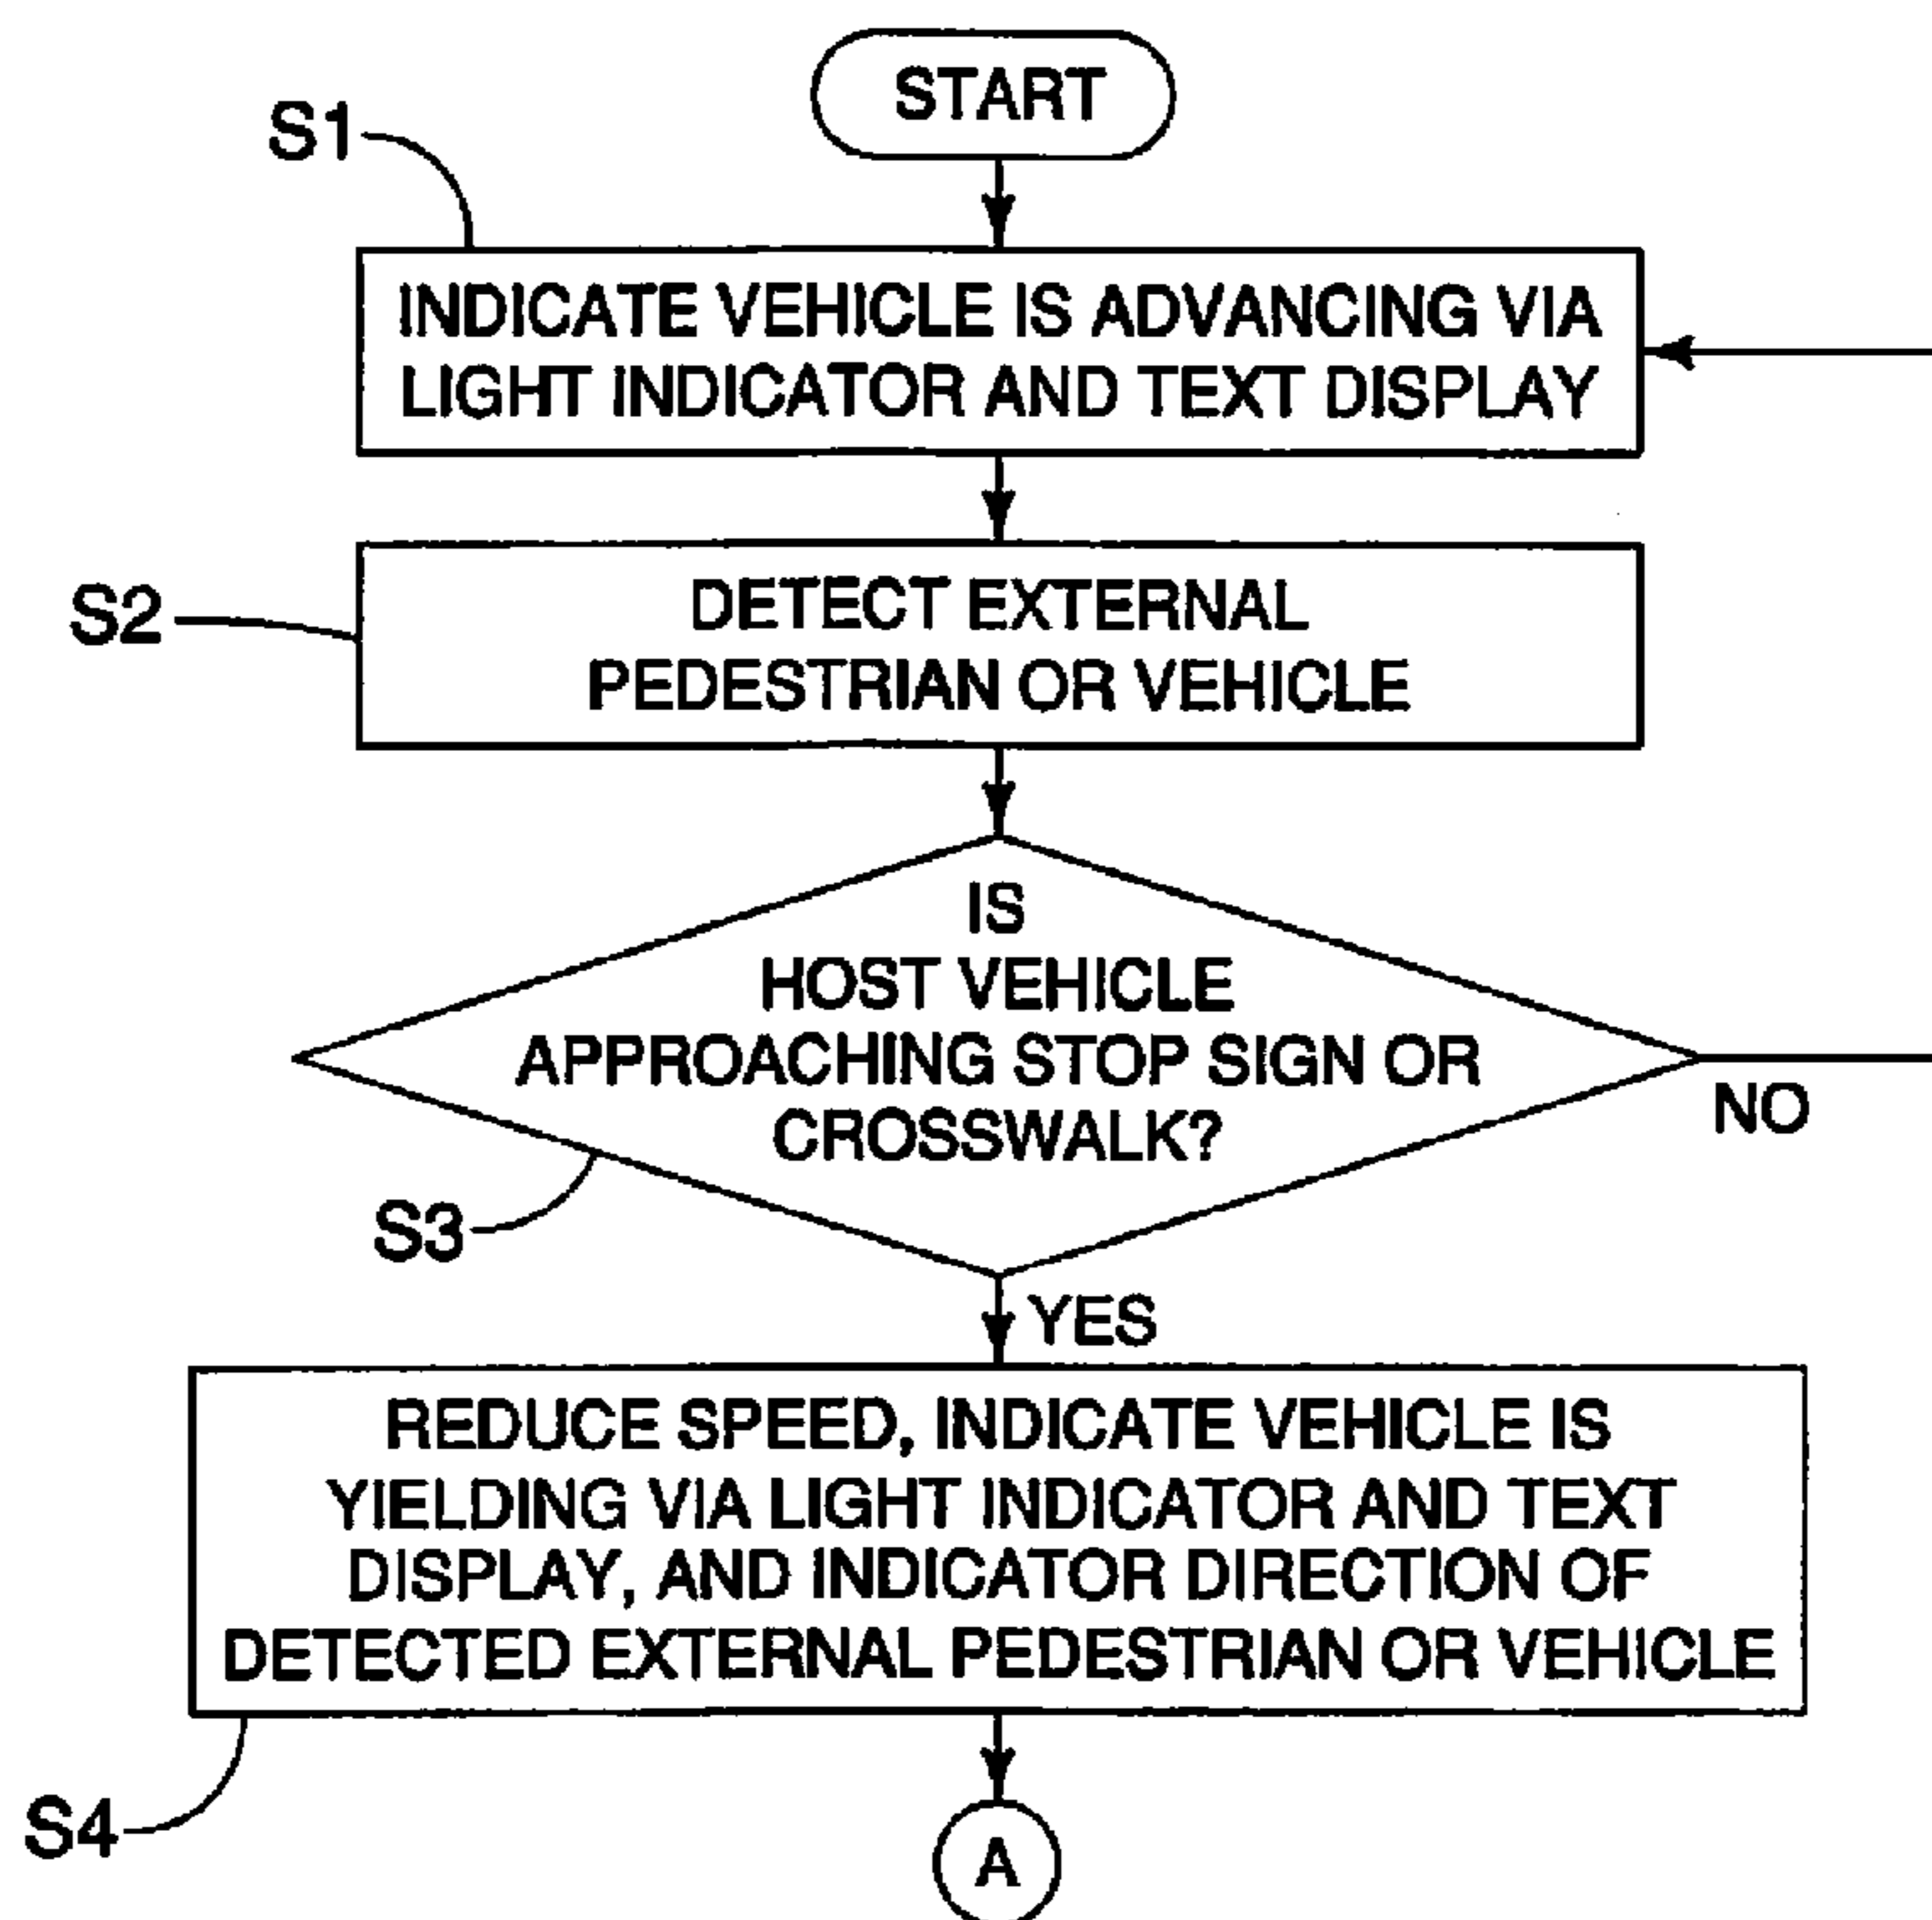 START
S1
INDICATE VEHICLE IS ADVANCING VIA
LIGHT INDICATOR AND TEXT DISPLAY
S2
DETECT EXTERNAL
PEDESTRIAN OR VEHICLE
IS
HOST VEHICLE
APPROACHING STOP SIGN OR
CROSSWALK?
NO
S3
YES
REDUCE SPEED, INDICATE VEHICLE IS
YIELDING VIA LIGHT INDICATOR AND TEXT
DISPLAY, AND INDICATOR DIRECTION OF
DETECTED EXTERNAL PEDESTRIAN OR VEHICLE
S4
A